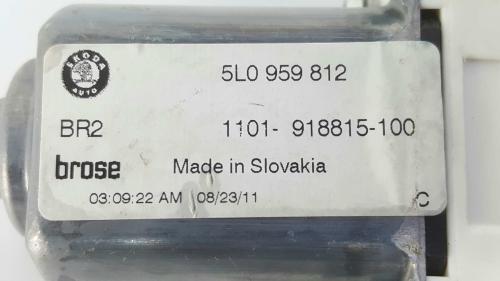 ŠKODA
AUTO
5L0 959 812
BR2 1101- 918815-100
brose Made in Slovakia
03:09:22 AM 08/23/11
C